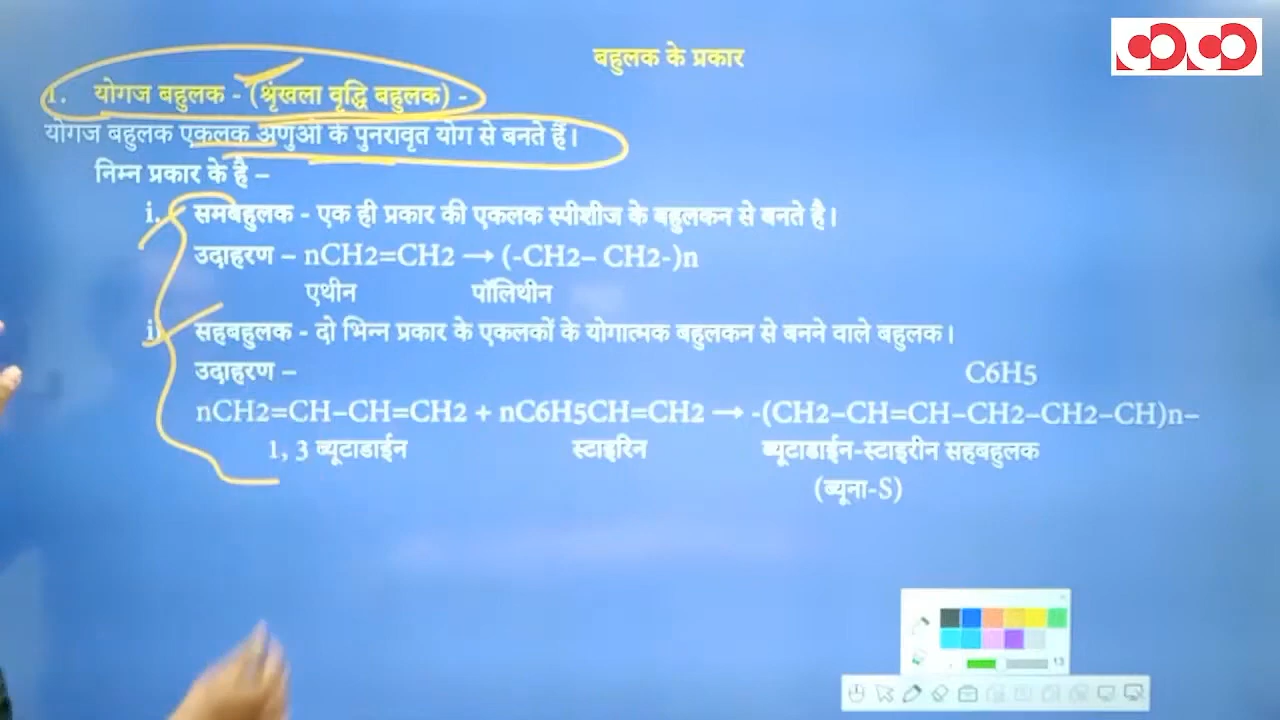 बहुलक के प्रकार
1. योगज बहुलक - (श्रृंखला वृद्धि बहुलक) -
योगज बहुलक एकलक अणुओं के पुनरावृत योग से बनते हैं।
निम्न प्रकार के है –
i. समबहुलक - एक ही प्रकार की एकलक स्पीशीज के बहुलकन से बनते है।
उदाहरण – nCH2=CH2 → (-CH2– CH2-)n
एथीन पॉलिथीन
सहबहुलक - दो भिन्न प्रकार के एकलकों के योगात्मक बहुलकन से बनने वाले बहुलक।
उदाहरण –
C6H5
nCH2=CH–CH=CH2 + nC6H5CH=CH2 → -(CH2–CH=CH–CH2–CH2–CH)n–
1, 3 ब्यूटाडाईन स्टाइरिन ब्यूटाडाईन-स्टाइरीन सहबहुलक
(ब्यूना-S)
13